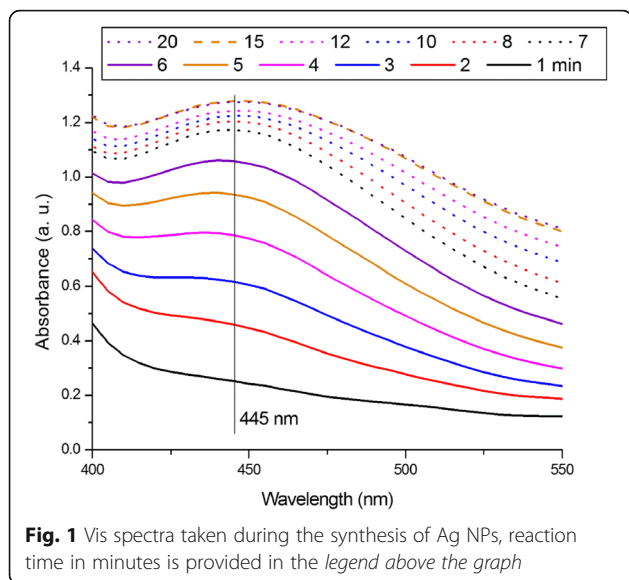 20 15 12 10 8 7
6 5 4 3 2 1 min
1.4
1.2
1.0
0.8
0.6
0.4
0.2
0.0
Absorbance (a. u.)
445 nm
400 450 500 550
Wavelength (nm)
Fig. 1 Vis spectra taken during the synthesis of Ag NPs, reaction
time in minutes is provided in the legend above the graph